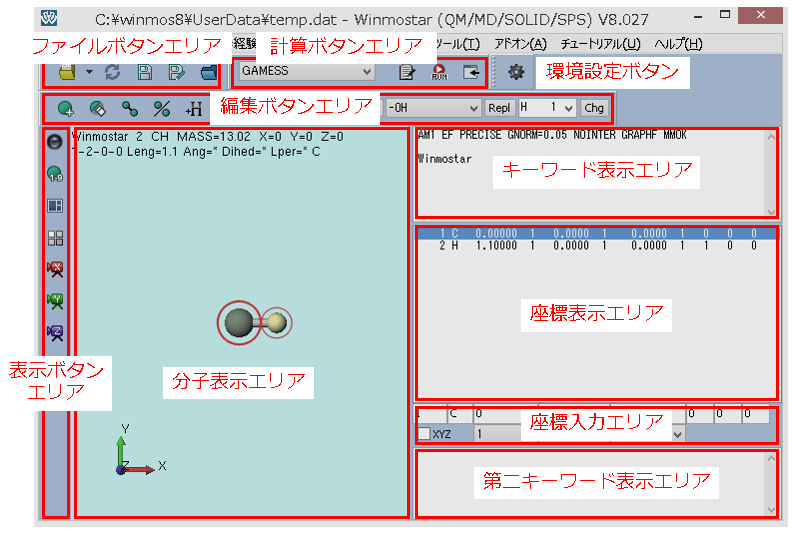 C:¥winmos8¥UserData¥temp.dat - Winmostar (QM/MD/SOLID/SPS) V8.027
ファイルボタンエリア
計算ボタンエリア
ツール(T) アドオン(A) チュートリアル(U) ヘルプ(H)
GAMESS
RUN
環境設定ボタン
+H
編集ボタンエリア
-OH
Repl
H 1
Chg
Winmostar 2 CH MASS=13.02 X=0 Y=0 Z=0
1-2-0-0 Leng=1.1 Ang=* Dihed=* Lper=* C
AM1 EF PRECISE GNORM=0.05 NOINTER GRAPHF MMOK
Winmostar
キーワード表示エリア
1 C 0.00000 1 0.0000 1 0.0000 1 0 0 0
2 H 1.10000 1 0.0000 1 0.0000 1 1 0 0
座標表示エリア
表示ボタン
エリア
分子表示エリア
Y
Z
X
C 0 0 0 0
座標入力エリア
XYZ 1
第二キーワード表示エリア